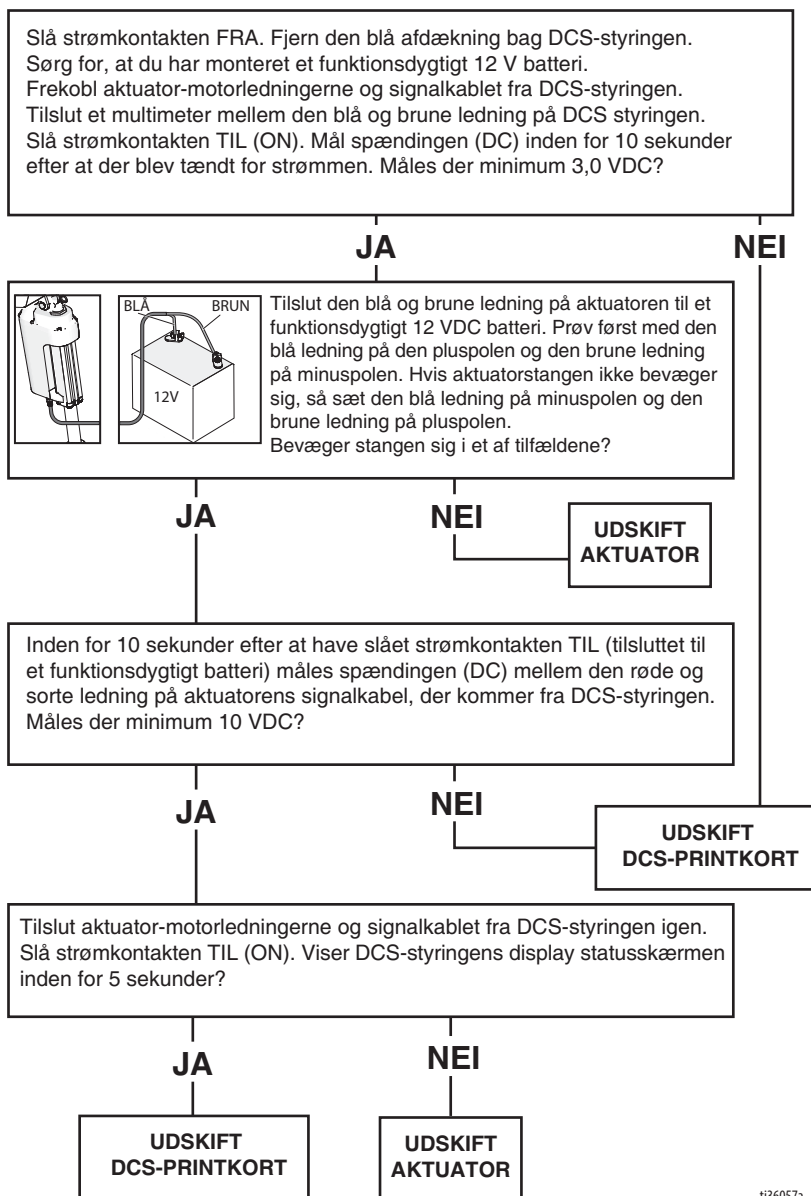 Slå strømkontakten FRA. Fjern den blå afdækning bag DCS-styringen.
Sørg for, at du har monteret et funktionsdygtigt 12 V batteri.
Frekobl aktuator-motorledningerne og signalkablet fra DCS-styringen.
Tilslut et multimeter mellem den blå og brune ledning på DCS styringen.
Slå strømkontakten TIL (ON). Mål spændingen (DC) inden for 10 sekunder
efter at der blev tændt for strømmen. Måles der minimum 3,0 VDC?
JA
NEI
BLÅ
BRUN
12V
Tilslut den blå og brune ledning på aktuatoren til et
funktionsdygtigt 12 VDC batteri. Prøv først med den
blå ledning på den pluspolen og den brune ledning
på minuspolen. Hvis aktuatorstangen ikke bevæger
sig, så sæt den blå ledning på minuspolen og den
brune ledning på pluspolen.
Bevæger stangen sig i et af tilfældene?
JA
NEI
UDSKIFT
AKTUATOR
Inden for 10 sekunder efter at have slået strømkontakten TIL (tilsluttet til
et funktionsdygtigt batteri) måles spændingen (DC) mellem den røde og
sorte ledning på aktuatorens signalkabel, der kommer fra DCS-styringen.
Måles der minimum 10 VDC?
JA
NEI
UDSKIFT
DCS-PRINTKORT
Tilslut aktuator-motorledningerne og signalkablet fra DCS-styringen igen.
Slå strømkontakten TIL (ON). Viser DCS-styringens display statusskærmen
inden for 5 sekunder?
JA
NEI
UDSKIFT
DCS-PRINTKORT
UDSKIFT
AKTUATOR
ti36057a